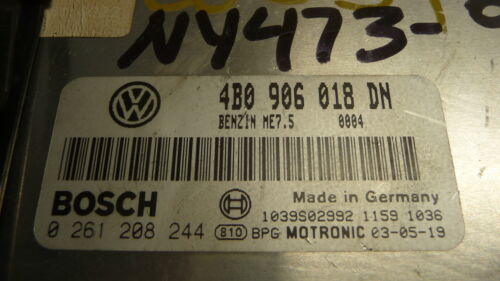 NY473-
4B0 906 018 DN
BENZIN ME7.5 0004
BOSCH
Made in Germany
1039S02992 1159 1036
0 261 208 244 810 BPG MOTRONIC 03-05-19